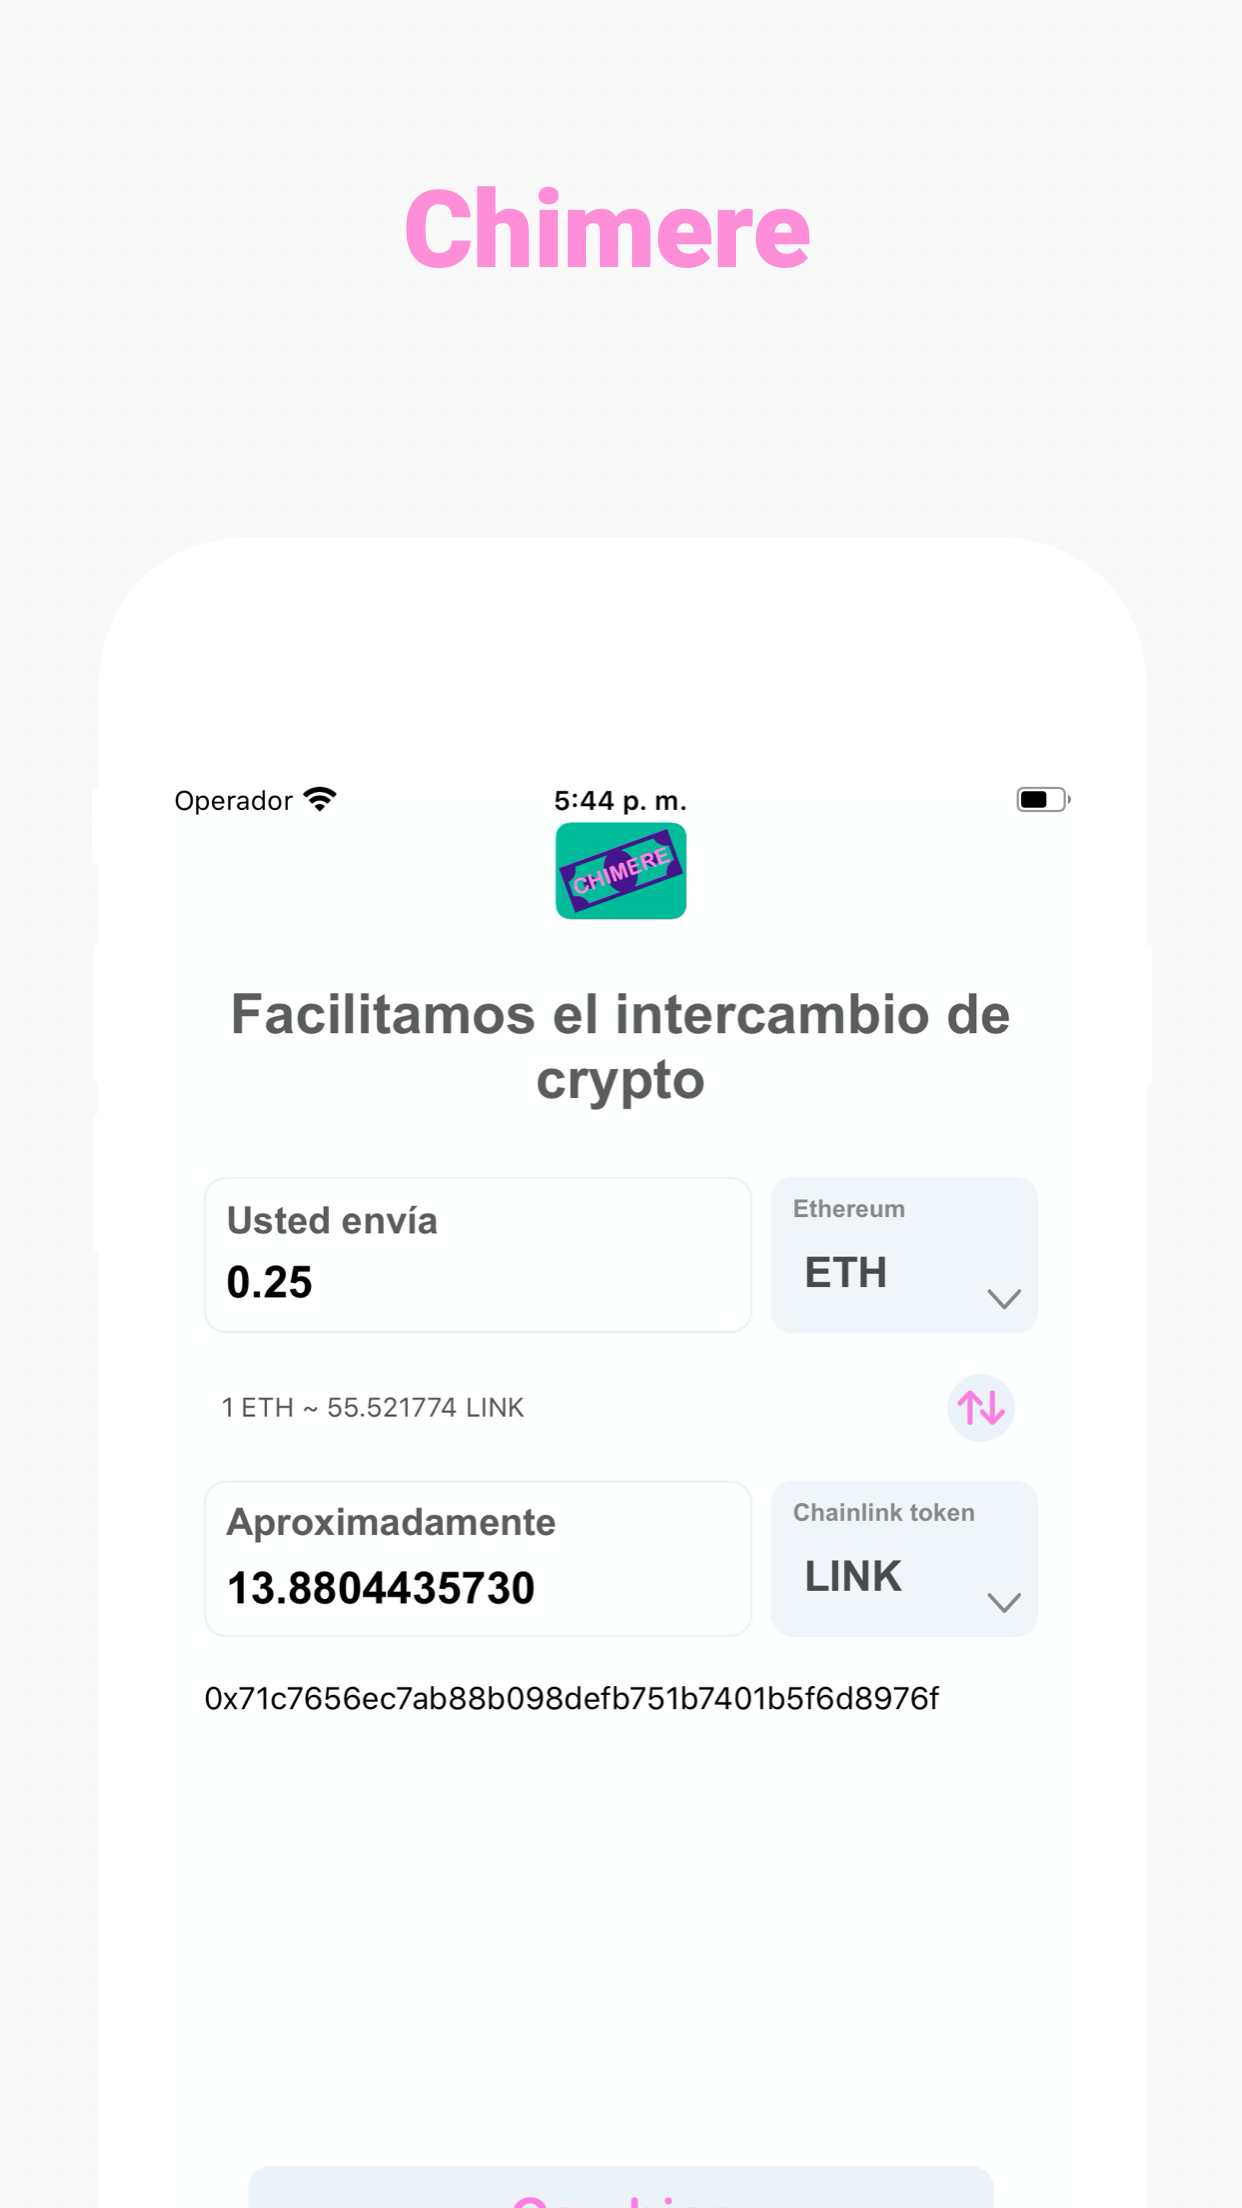 Chimere
Operador
5:44 p. m.
CHIMERE
Facilitamos el intercambio de
crypto
Usted envía
0.25
Ethereum
ETH
1 ETH ~ 55.521774 LINK
Aproximadamente
13.8804435730
Chainlink token
LINK
0x71c7656ec7ab88b098defb751b7401b5f6d8976f